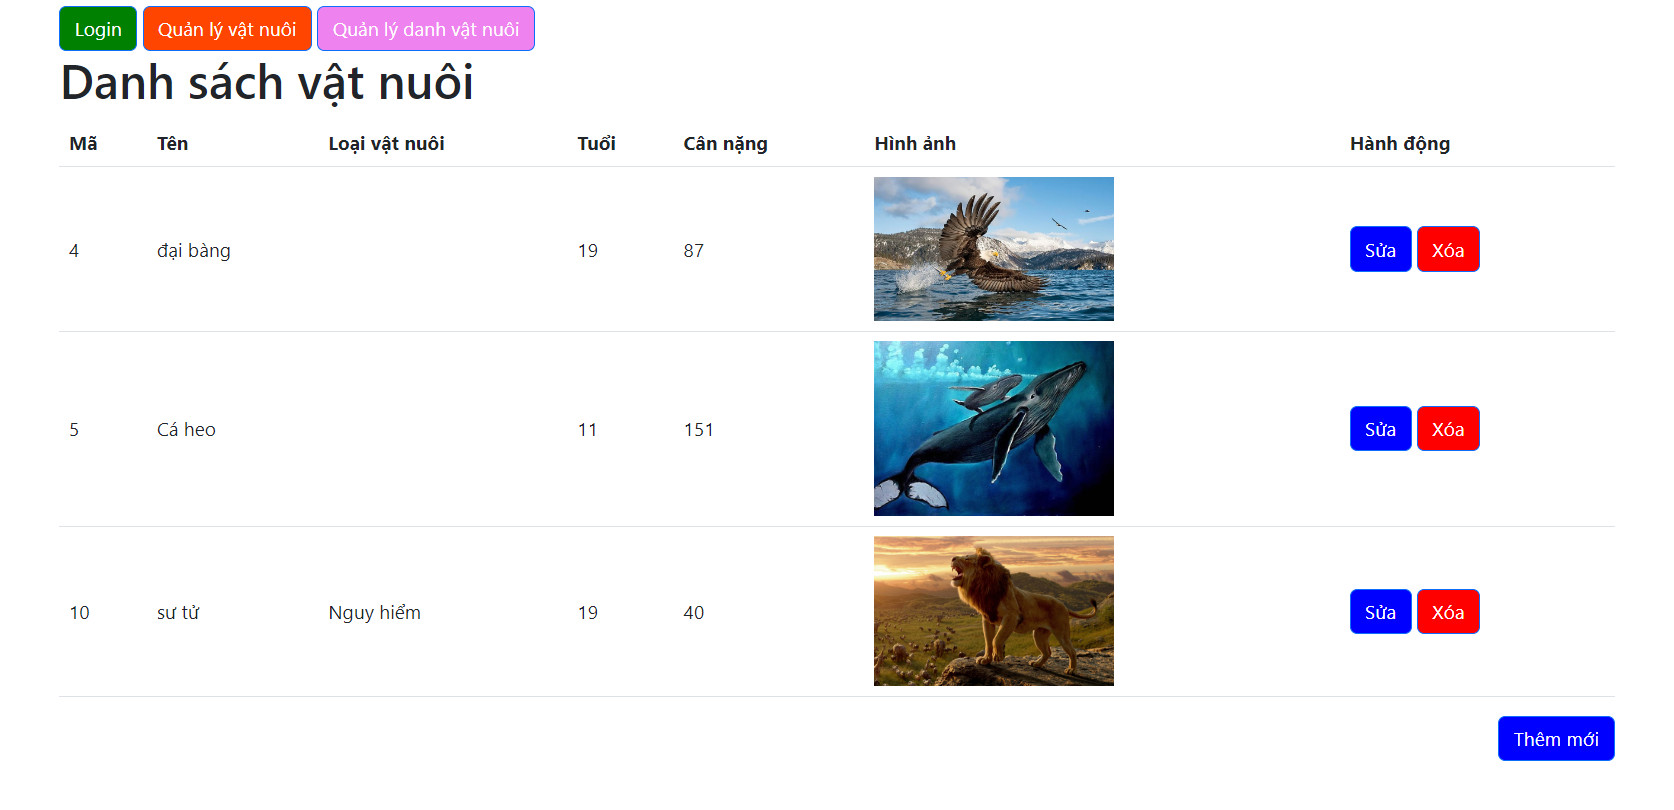 Login Quản lý vật nuôi Quản lý danh vật nuôi
Danh sách vật nuôi
Mã Tên Loại vật nuôi Tuổi Cân nặng Hình ảnh Hành động
4 đại bàng 19 87 Sửa Xóa
5 Cá heo 11 151 Sửa Xóa
10 sư tử Nguy hiểm 19 40 Sửa Xóa
Thêm mới